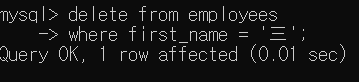 mysql> delete from employees
    -> where first_name = '三';
Query OK, 1 row affected (0.01 sec)